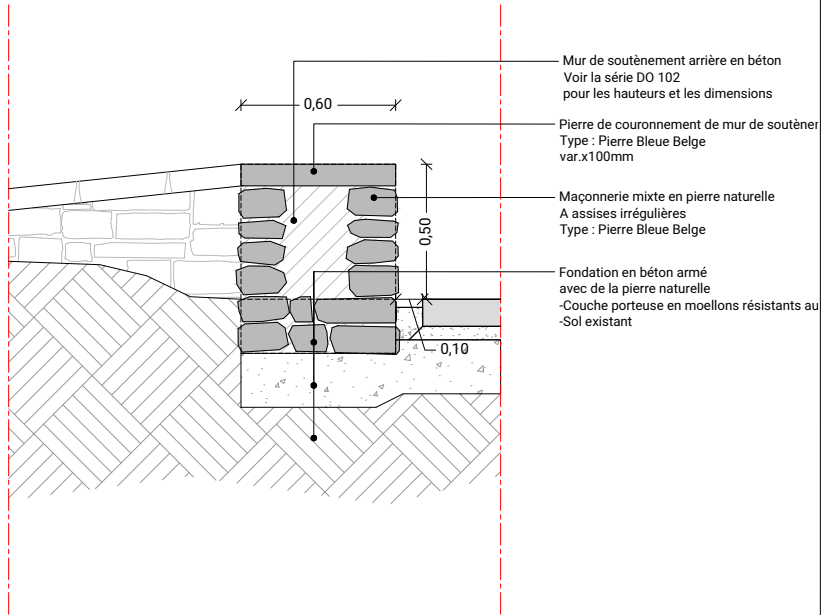 Mur de soutènement arrière en béton
Voir la série DO 102
pour les hauteurs et les dimensions
0,60
Pierre de couronnement de mur de soutènem
Type : Pierre Bleue Belge
var.x100mm
Maçonnerie mixte en pierre naturelle
A assises irrégulières
Type : Pierre Bleue Belge
0,50
Fondation en béton armé
avec de la pierre naturelle
-Couche porteuse en moellons résistants au
-Sol existant
0,10